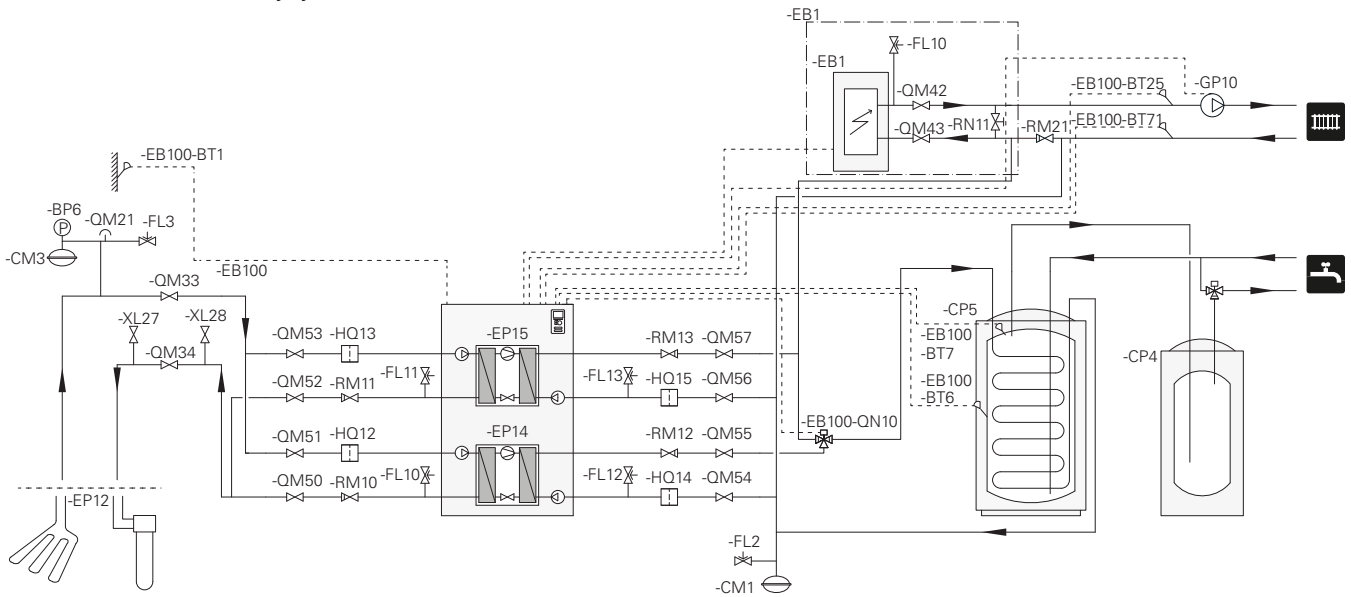 -EB1
-FL10
-EB1
-QM42
-EB100-BT25
-GP10
-QM43
-RN11
-RM21
-EB100-BT71
-EB100-BT1
-BP6
P
-QM21
-FL3
-CM3
-QM33
-EB100
-XL27
-XL28
-QM34
-QM53
-HQ13
-EP15
-RM13
-QM57
-QM52
-RM11
-FL11
-FL13
-HQ15
-QM56
-QM51
-HQ12
-EP14
-RM12
-QM55
-QM50
-RM10
-FL10
-FL12
-HQ14
-QM54
-EB100-QN10
-CP5
-EB100
-BT7
-EB100
-BT6
-CP4
-EP12
-FL2
-CM1